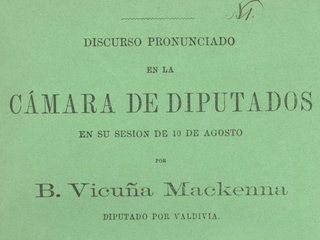 DISCURSO PRONUNCIADO
EN LA
CÁMARA DE DIPUTADOS
EN SU SESION DE 10 DE AGOSTO
POR
B. Vicuña Mackenna
DIPUTADO POR VALDIVIA.